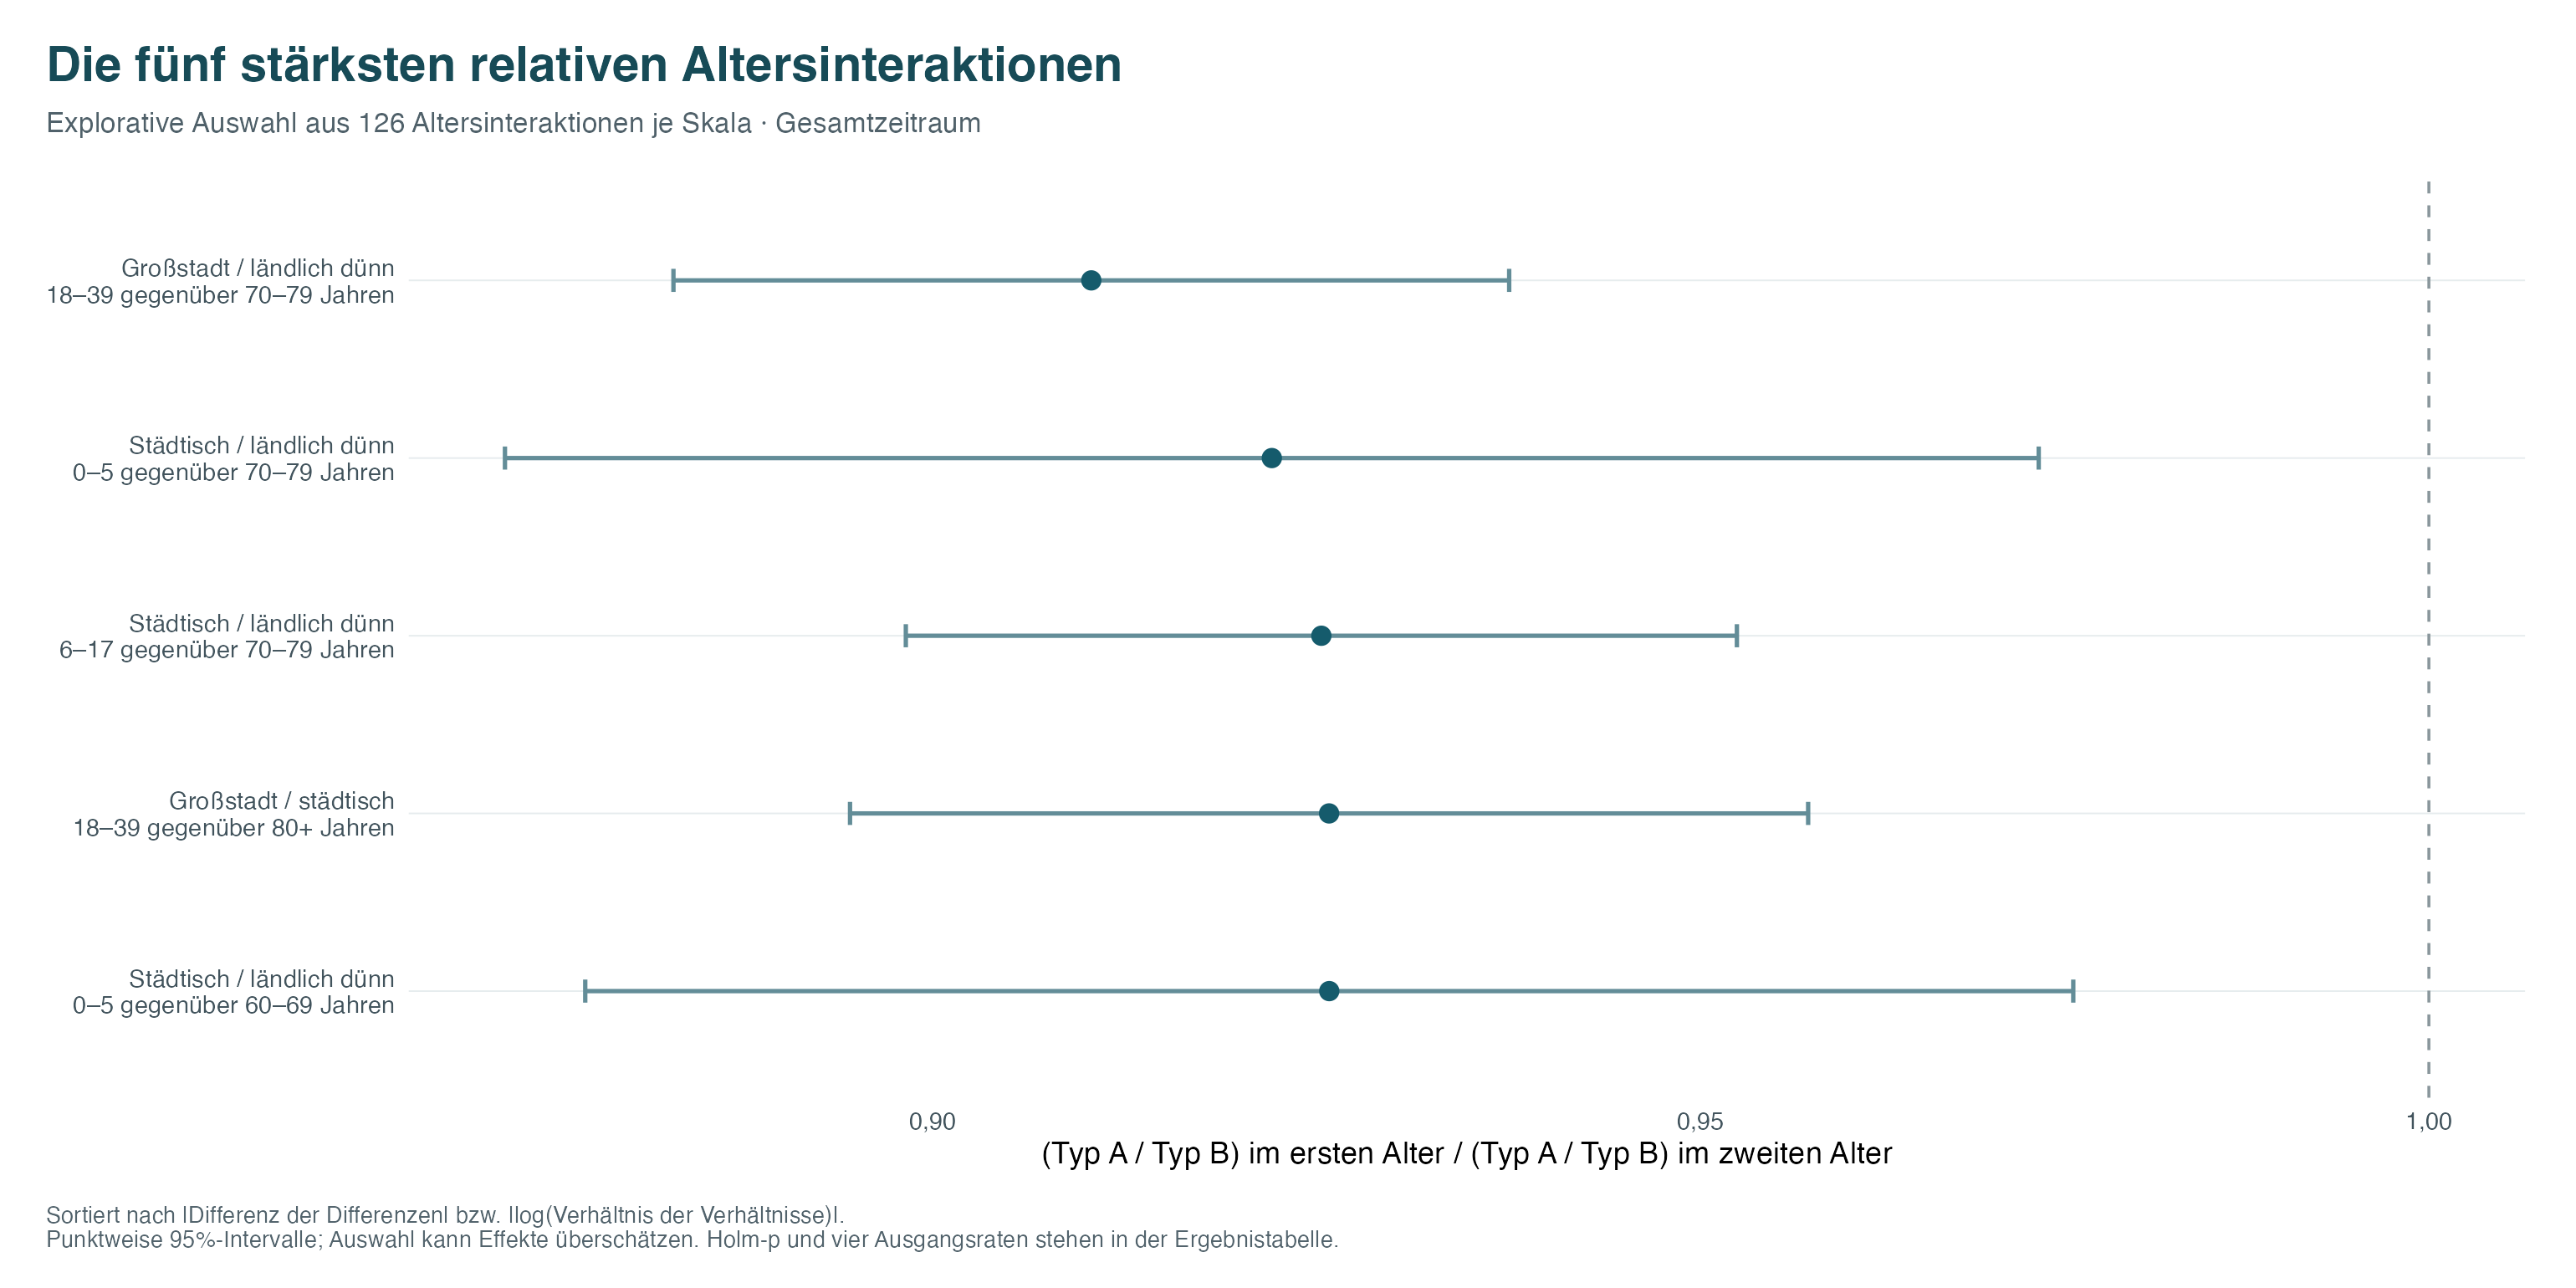 Die fünf stärksten relativen Altersinteraktionen
Explorative Auswahl aus 126 Altersinteraktionen je Skala · Gesamtzeitraum
Großstadt / ländlich dünn
18–39 gegenüber 70–79 Jahren
Städtisch / ländlich dünn
0–5 gegenüber 70–79 Jahren
Städtisch / ländlich dünn
6–17 gegenüber 70–79 Jahren
Großstadt / städtisch
18–39 gegenüber 80+ Jahren
Städtisch / ländlich dünn
0–5 gegenüber 60–69 Jahren
0,90 0,95 1,00
(Typ A / Typ B) im ersten Alter / (Typ A / Typ B) im zweiten Alter
Sortiert nach |Differenz der Differenzen| bzw. |log(Verhältnis der Verhältnisse)|.
Punktweise 95%-Intervalle; Auswahl kann Effekte überschätzen. Holm-p und vier Ausgangsraten stehen in der Ergebnistabelle.